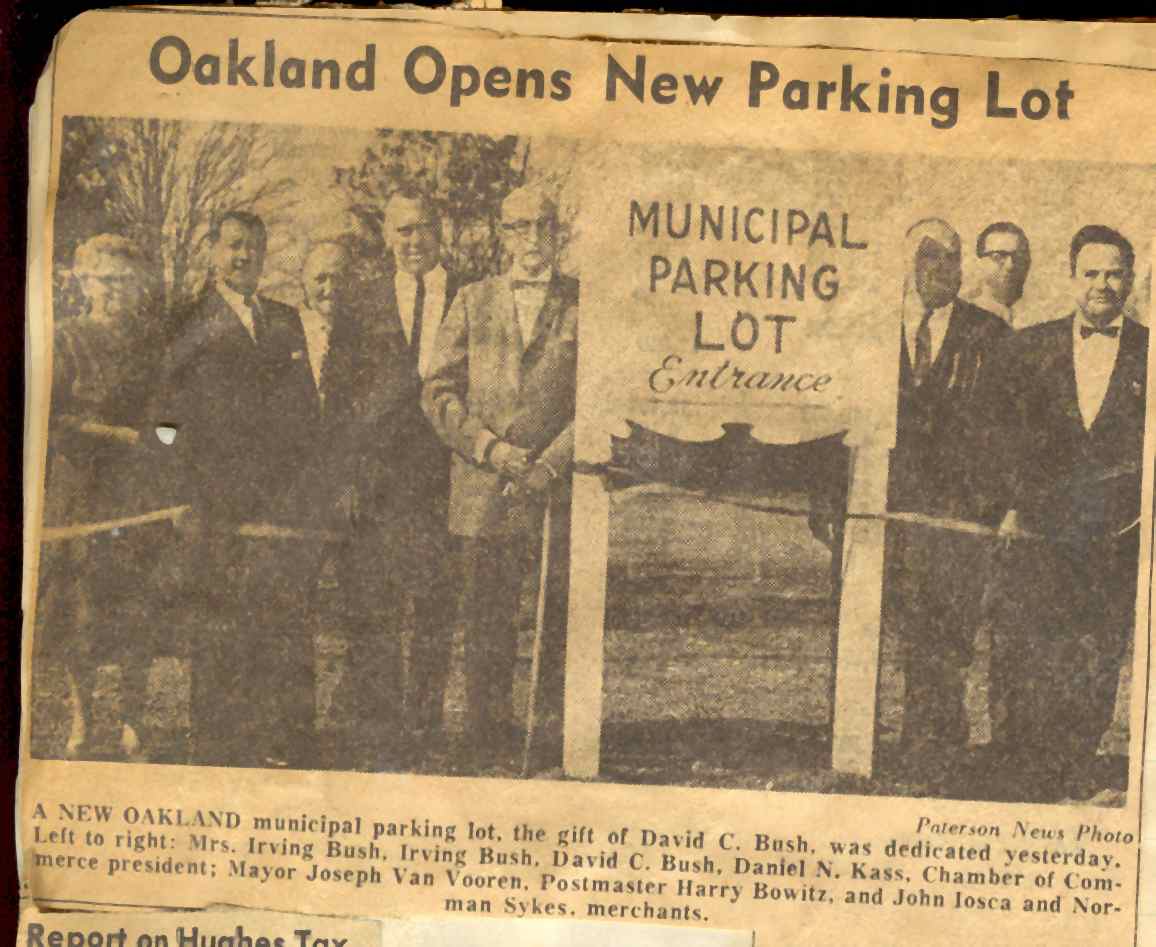 Oakland Opens New Parking Lot
MUNICIPAL
PARKING
LOT
Entrance
Paterson News Photo
A NEW OAKLAND municipal parking lot, the gift of David C. Bush, was dedicated yesterday.
Left to right: Mrs. Irving Bush, Irving Bush, David C. Bush, Daniel N. Kass, Chamber of Com-
merce president; Mayor Joseph Van Vooren, Postmaster Harry Bowitz, and John Iosca and Nor-
man Sykes, merchants.
Report on Hughes Tax